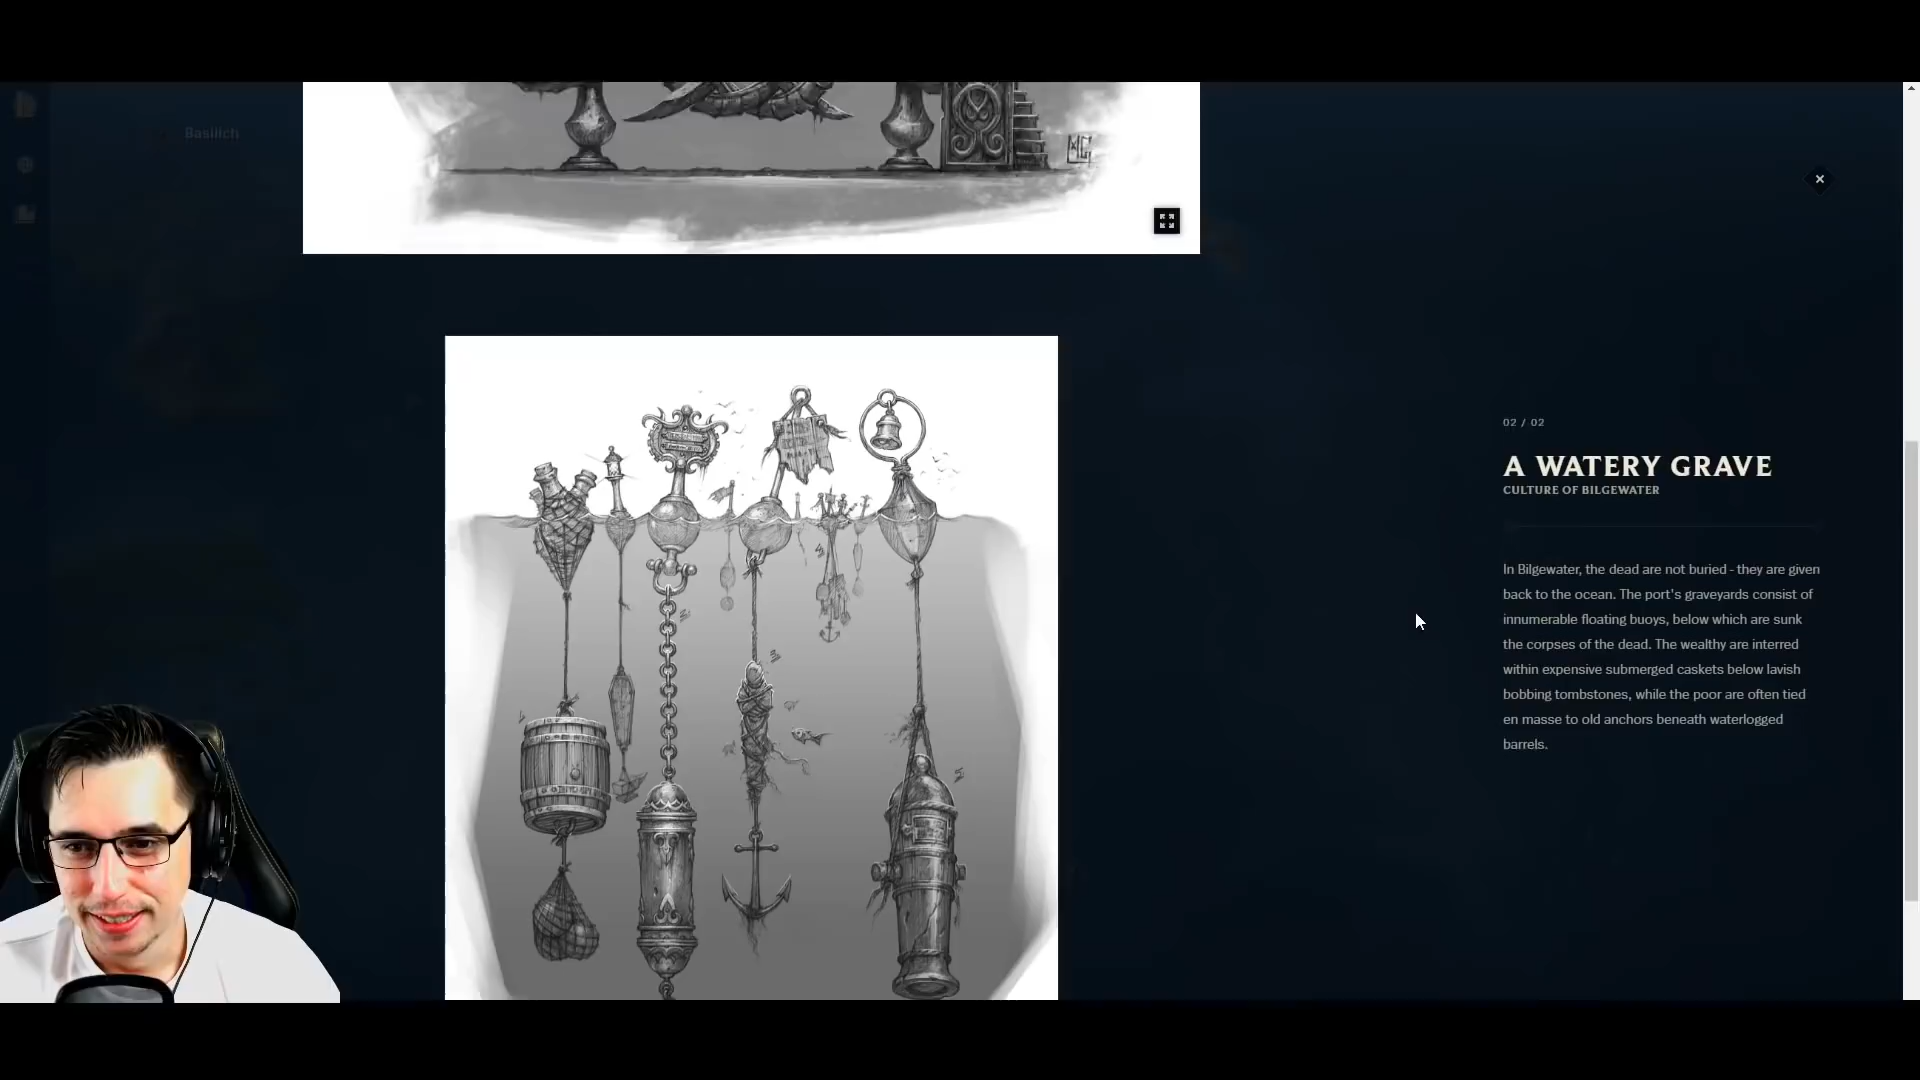 Basilich
02 / 02
A WATERY GRAVE
CULTURE OF BILGEWATER
In Bilgewater, the dead are not buried - they are given
back to the ocean. The port's graveyards consist of
innumerable floating buoys, below which are sunk
the corpses of the dead. The wealthy are interred
within expensive submerged caskets below lavish
bobbing tombstones, while the poor are often tied
en masse to old anchors beneath waterlogged
barrels.